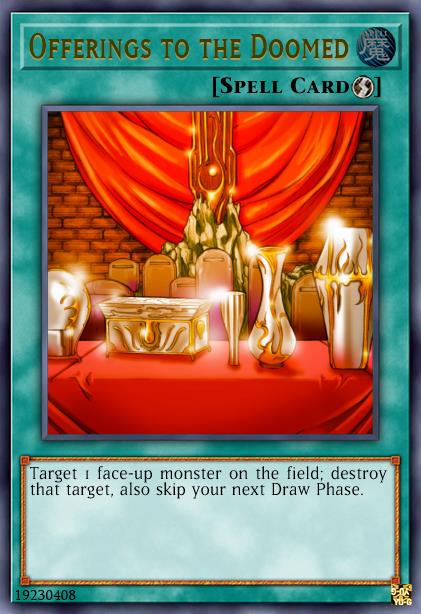 OFFERINGS TO THE DOOMED 魔
[SPELL CARD]
Target 1 face-up monster on the field; destroy
that target, also skip your next Draw Phase.
19230408